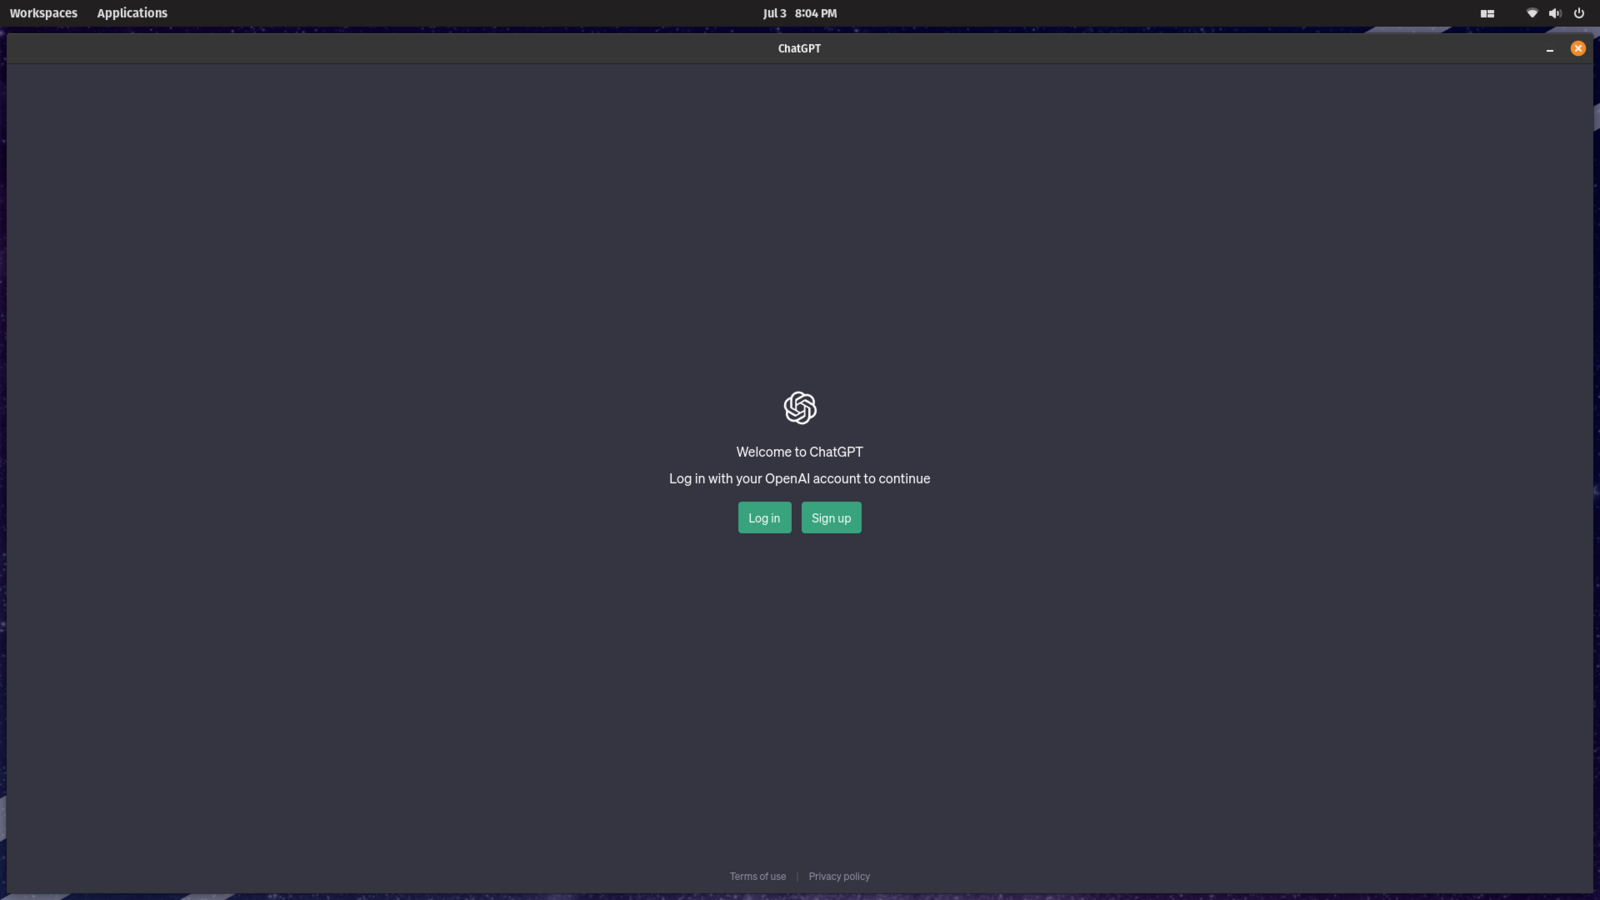 Workspaces Applications Jul 3 8:04 PM
ChatGPT
Welcome to ChatGPT
Log in with your OpenAI account to continue
Log in Sign up
Terms of use | Privacy policy